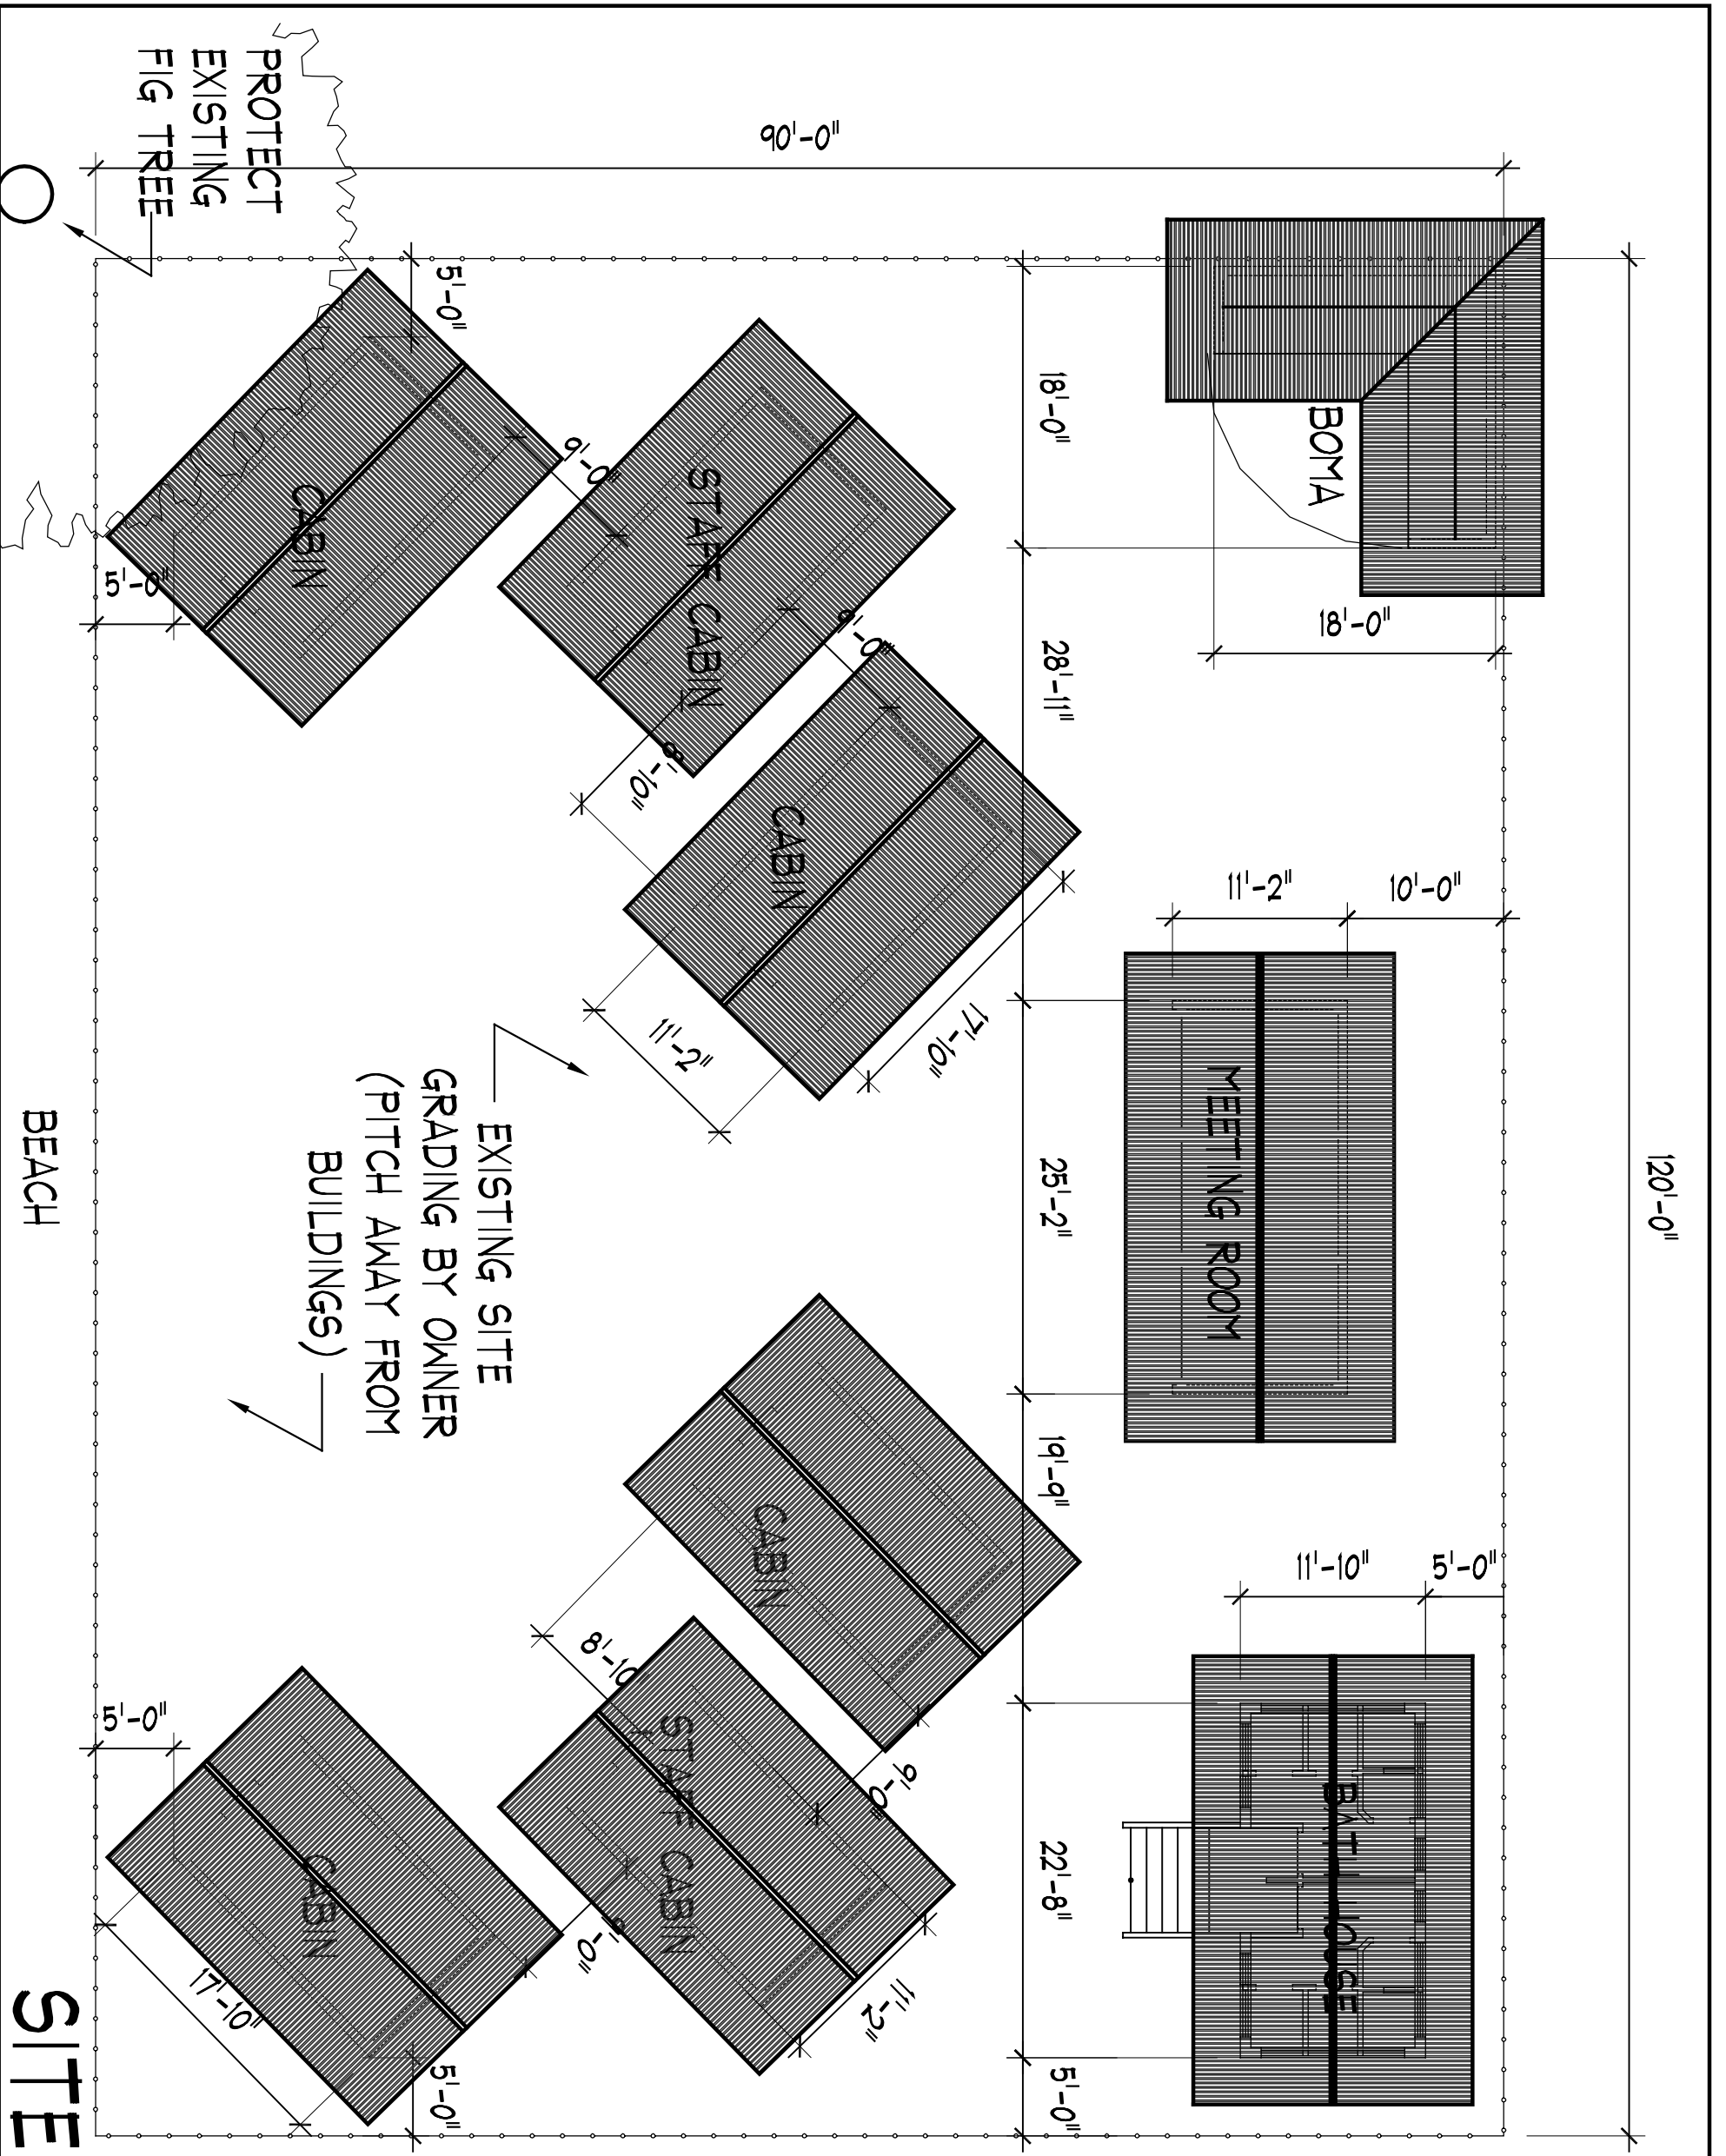 120'-0"
90'-0"
18'-0"
28'-11"
25'-2"
19'-9"
22'-8"
5'-0"
BOMA
18'-0"
10'-0"
11'-2"
MEETING ROOM
5'-0"
11'-10"
BATH HOUSE
STAFF CABIN
9'-0"
9'-0"
8'-10"
CABIN
17'-10"
11'-2"
CABIN
8'-10"
9'-0"
STAFF CABIN
11'-2"
9'-0"
5'-0"
CABIN
5'-0"
EXISTING SITE
GRADING BY OWNER
(PITCH AWAY FROM
BUILDINGS)
5'-0"
CABIN
17'-10"
5'-0"
PROTECT
EXISTING
FIG TREE
BEACH
SITE